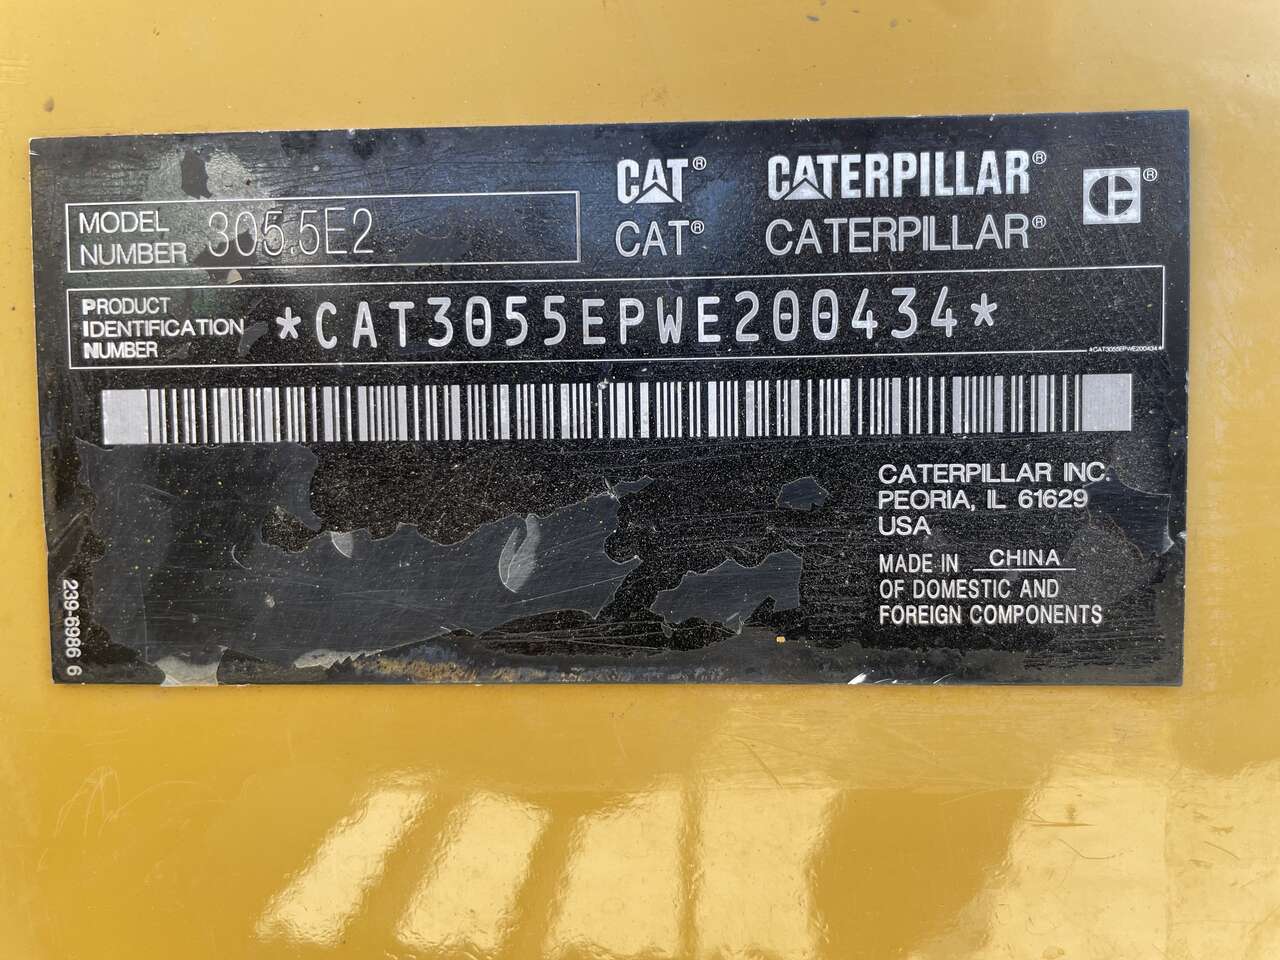 CAT® CATERPILLAR®
CAT® CATERPILLAR®
MODEL NUMBER 305.5E2
PRODUCT IDENTIFICATION NUMBER *CAT3055EPWE200434*
*CAT3055EPWE200434*
CATERPILLAR INC.
PEORIA, IL 61629
USA
MADE IN CHINA
OF DOMESTIC AND
FOREIGN COMPONENTS
239-6986 6